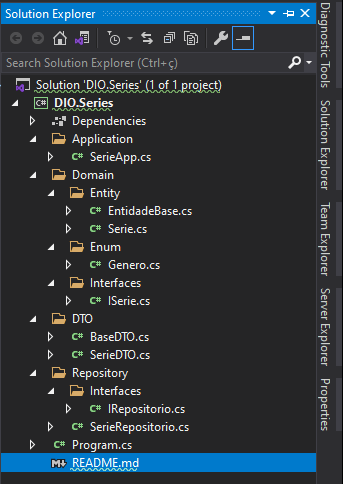 Solution Explorer
Search Solution Explorer (Ctrl+ç)
Solution 'DIO.Series' (1 of 1 project)
C# DIO.Series
Dependencies
Application
C# SerieApp.cs
Domain
Entity
C# EntidadeBase.cs
C# Serie.cs
Enum
C# Genero.cs
Interfaces
C# ISerie.cs
DTO
C# BaseDTO.cs
C# SerieDTO.cs
Repository
Interfaces
C# IRepositorio.cs
C# SerieRepositorio.cs
C# Program.cs
M README.md
Diagnostic Tools
Solution Explorer
Team Explorer
Server Explorer
Properties